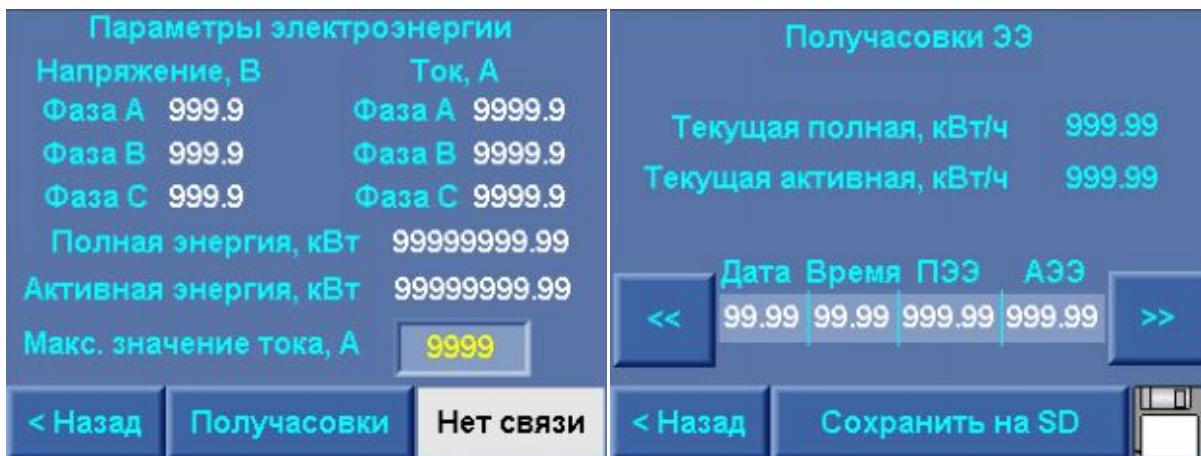 Параметры электроэнергии
Напряжение, В Ток, А
Фаза А 999.9 Фаза А 9999.9
Фаза В 999.9 Фаза В 9999.9
Фаза С 999.9 Фаза С 9999.9
Полная энергия, кВт 99999999.99
Активная энергия, кВт 99999999.99
Макс. значение тока, А 9999
< Назад Получасовки Нет связи
Получасовки ЭЭ
Текущая полная, кВт/ч 999.99
Текущая активная, кВт/ч 999.99
Дата Время ПЭЭ АЭЭ
<< 99.99 99.99 999.99 999.99 >>
< Назад Сохранить на SD